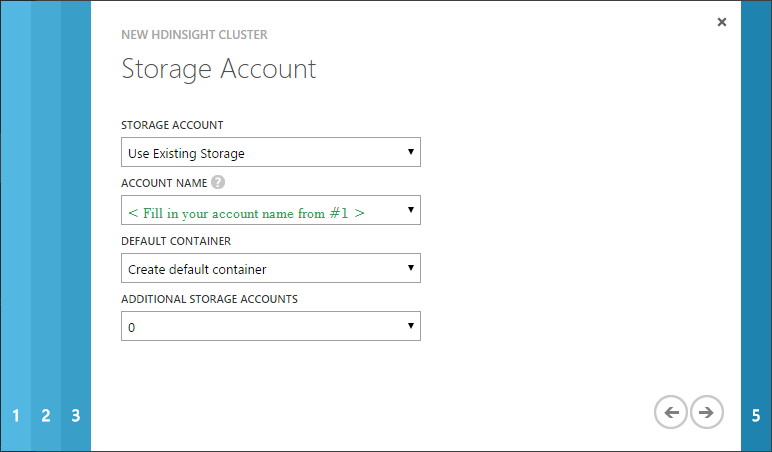 NEW HDINSIGHT CLUSTER
Storage Account
STORAGE ACCOUNT
Use Existing Storage
ACCOUNT NAME ?
< Fill in your account name from #1 >
DEFAULT CONTAINER
Create default container
ADDITIONAL STORAGE ACCOUNTS
0
1 2 3 5